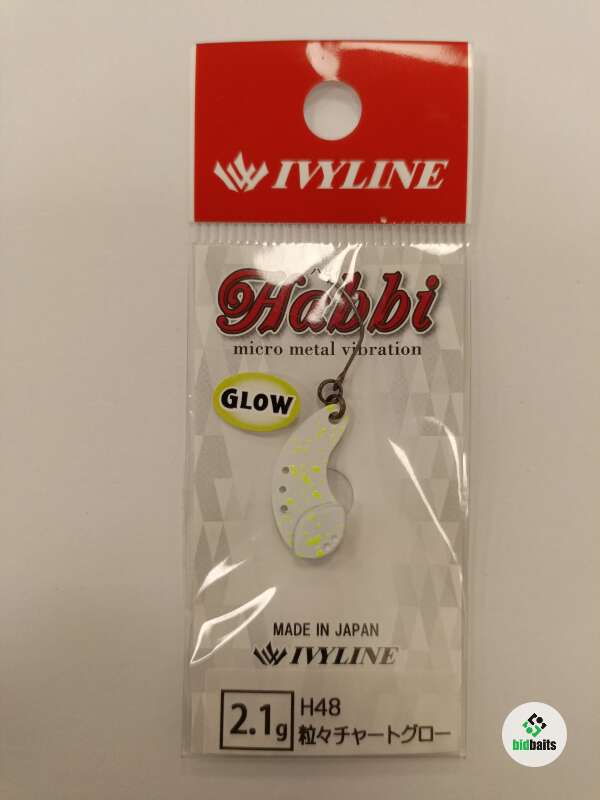 IVYLINE
Habbi
micro metal vibration
GLOW
MADE IN JAPAN
IVYLINE
2.1g
H48
粒々チャートグロー
bidbaits